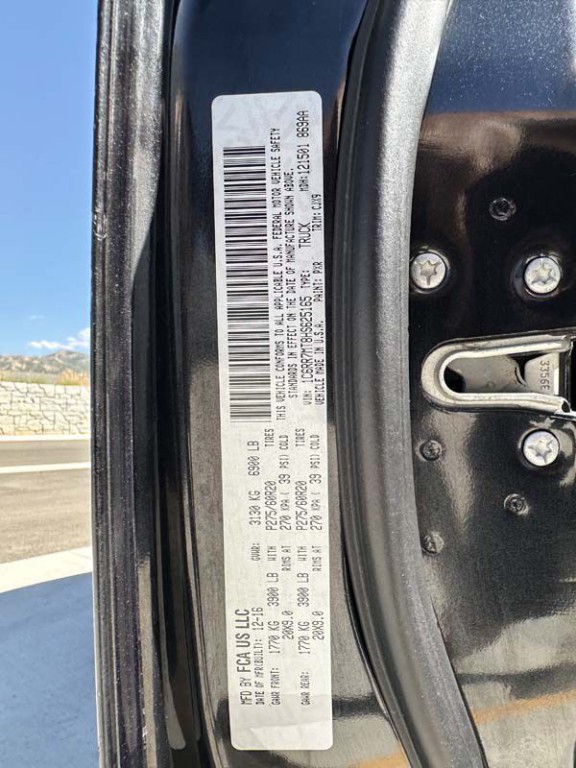 MFD BY FCA US LLC
DATE OF MFR(BUILT): 12-16 GVWR: 3130 KG 6900 LB
GAWR FRONT: 1770 KG 3900 LB WITH P275/60R20 TIRES
20X9.0 RIMS AT 270 KPA ( 39 PSI) COLD
GAWR REAR: 1770 KG 3900 LB WITH P275/60R20 TIRES
20X9.0 RIMS AT 270 KPA ( 39 PSI) COLD
THIS VEHICLE CONFORMS TO ALL APPLICABLE U.S.A. FEDERAL MOTOR VEHICLE SAFETY
STANDARDS IN EFFECT ON THE DATE OF MANUFACTURE SHOWN ABOVE.
VIN: 1C6RR7MT8HS625165 TYPE: TRUCK MDH: 121501 869AA
VEHICLE MADE IN U.S.A. PAINT: PXR TRIM: CJX9